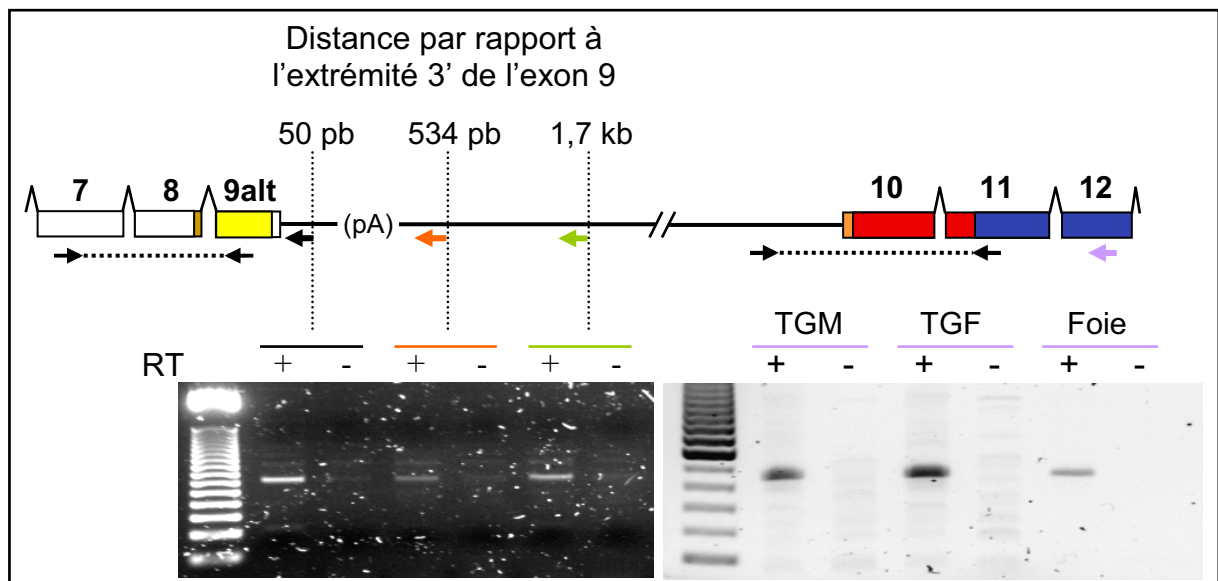 Distance par rapport à
l'extrémité 3' de l'exon 9
50 pb 534 pb 1,7 kb
7 8 9alt 10 11 12
(pA)
TGM TGF Foie
RT + - + - + - + - + - + -